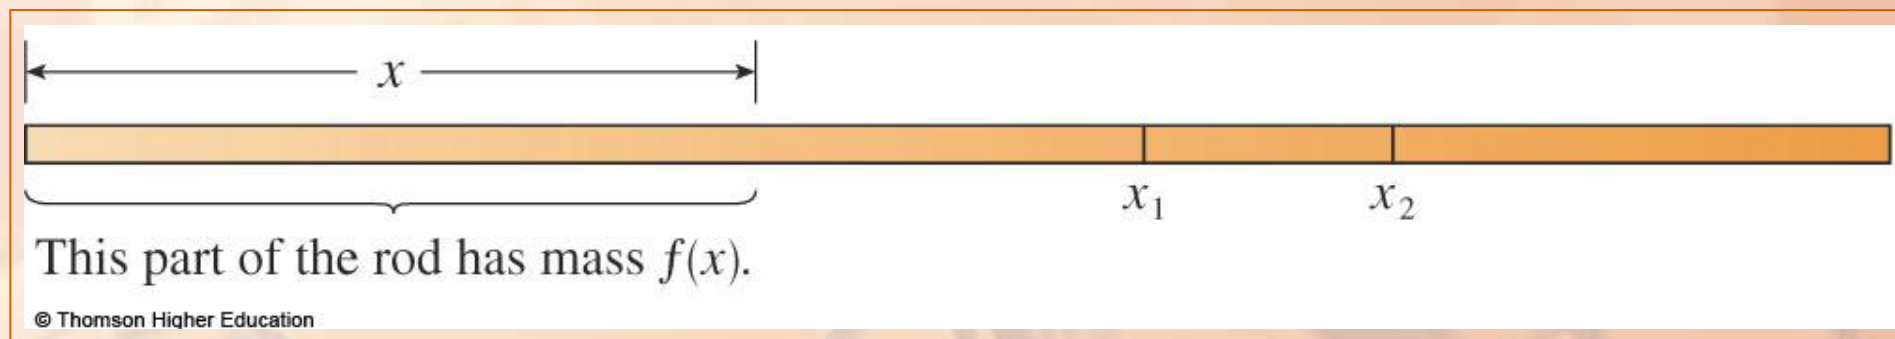 x
x₁ x₂
This part of the rod has mass f(x).
© Thomson Higher Education